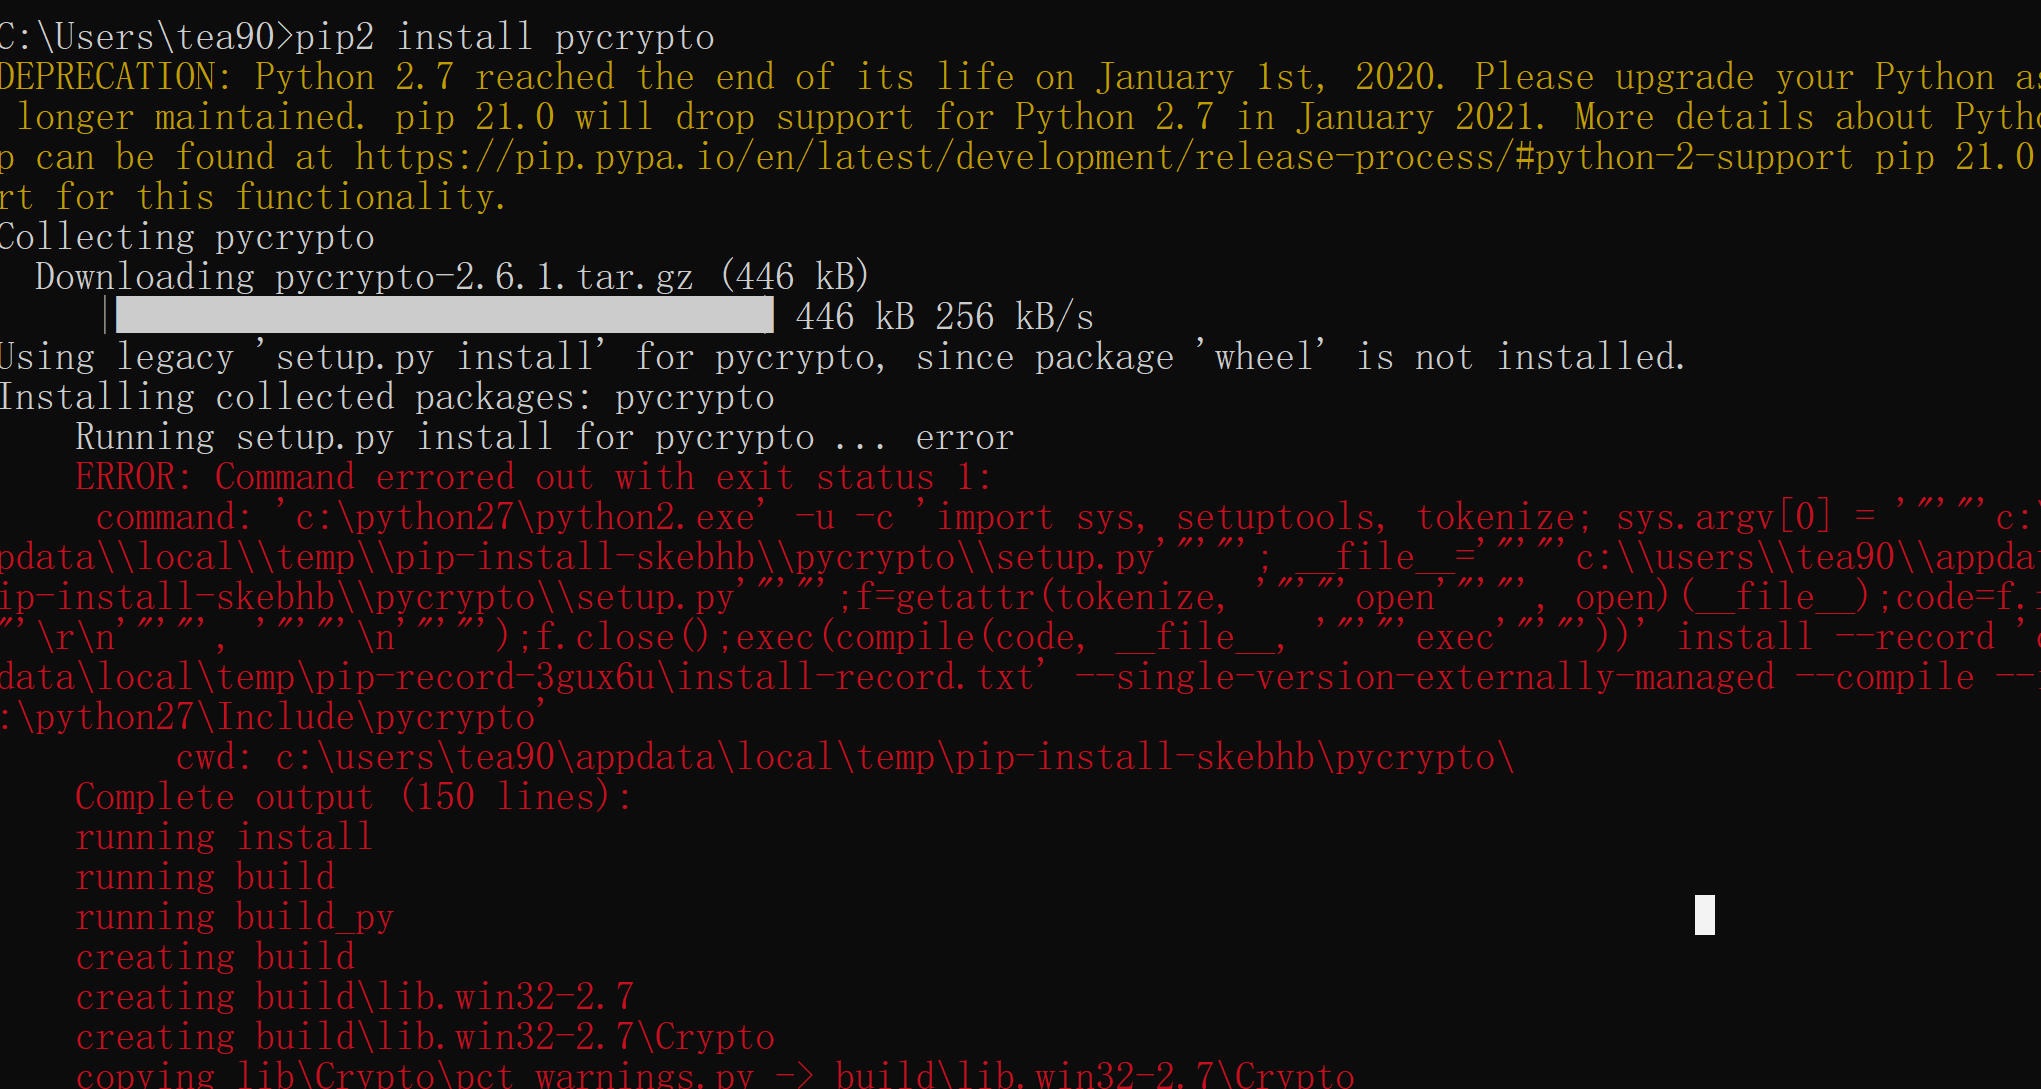 C:\Users\tea90>pip2 install pycrypto
DEPRECATION: Python 2.7 reached the end of its life on January 1st, 2020. Please upgrade your Python as
longer maintained. pip 21.0 will drop support for Python 2.7 in January 2021. More details about Pytho
p can be found at https://pip.pypa.io/en/latest/development/release-process/#python-2-support pip 21.0
rt for this functionality.
Collecting pycrypto
Downloading pycrypto-2.6.1.tar.gz (446 kB)
446 kB 256 kB/s
Using legacy 'setup.py install' for pycrypto, since package 'wheel' is not installed.
Installing collected packages: pycrypto
Running setup.py install for pycrypto ... error
ERROR: Command errored out with exit status 1:
command: 'c:\python27\python2.exe' -u -c 'import sys, setuptools, tokenize; sys.argv[0] = '"'"'c:\
pdata\\local\\temp\\pip-install-skebhb\\pycrypto\\setup.py'"'"'; __file__='"'"'c:\\users\\tea90\\appdat
ip-install-skebhb\\pycrypto\\setup.py'"'"';f=getattr(tokenize, '"'"'open'"'"', open)(__file__);code=f.r
"'\r\n'"'"', '"'"'\n'"'"');f.close();exec(compile(code, __file__, '"'"'exec'"'"'))' install --record 'c
data\local\temp\pip-record-3gux6u\install-record.txt' --single-version-externally-managed --compile --i
:\python27\Include\pycrypto'
cwd: c:\users\tea90\appdata\local\temp\pip-install-skebhb\pycrypto\
Complete output (150 lines):
running install
running build
running build_py
creating build
creating build\lib.win32-2.7
creating build\lib.win32-2.7\Crypto
copying lib\Crypto\pct_warnings.py -> build\lib.win32-2.7\Crypto